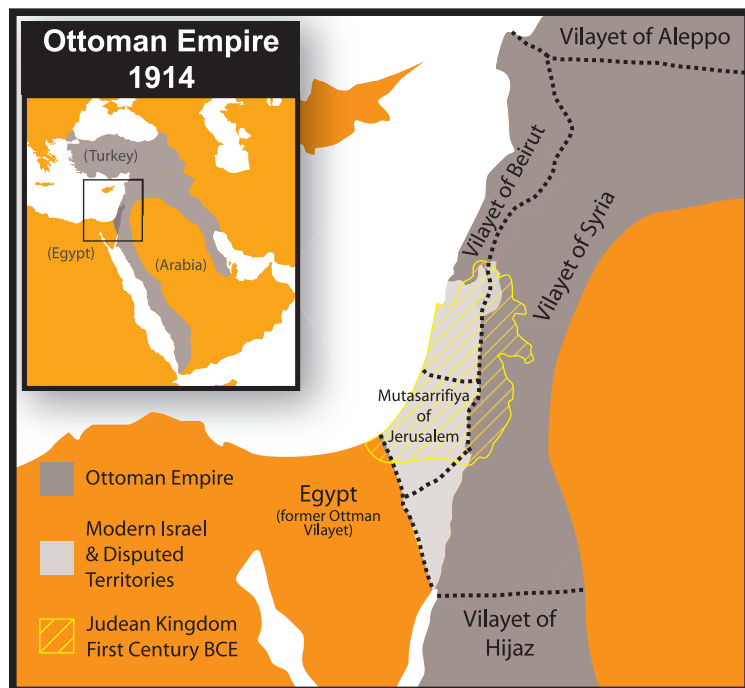 Ottoman Empire
1914
(Turkey)
(Egypt)
(Arabia)
Vilayet of Aleppo
Vilayet of Beirut
Vilayet of Syria
Mutasarrifiya
of
Jerusalem
Egypt
(former Ottman
Vilayet)
Vilayet of
Hijaz
Ottoman Empire
Modern Israel
& Disputed
Territories
Judean Kingdom
First Century BCE